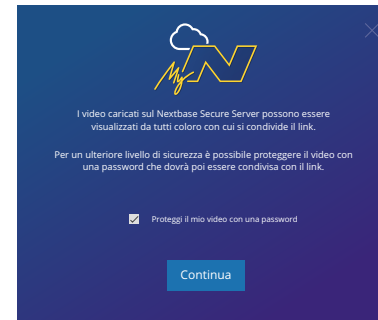 My N
I video caricati sul Nextbase Secure Server possono essere
visualizzati da tutti coloro con cui si condivide il link.
Per un ulteriore livello di sicurezza è possibile proteggere il video con
una password che dovrà poi essere condivisa con il link.
Proteggi il mio video con una password
Continua